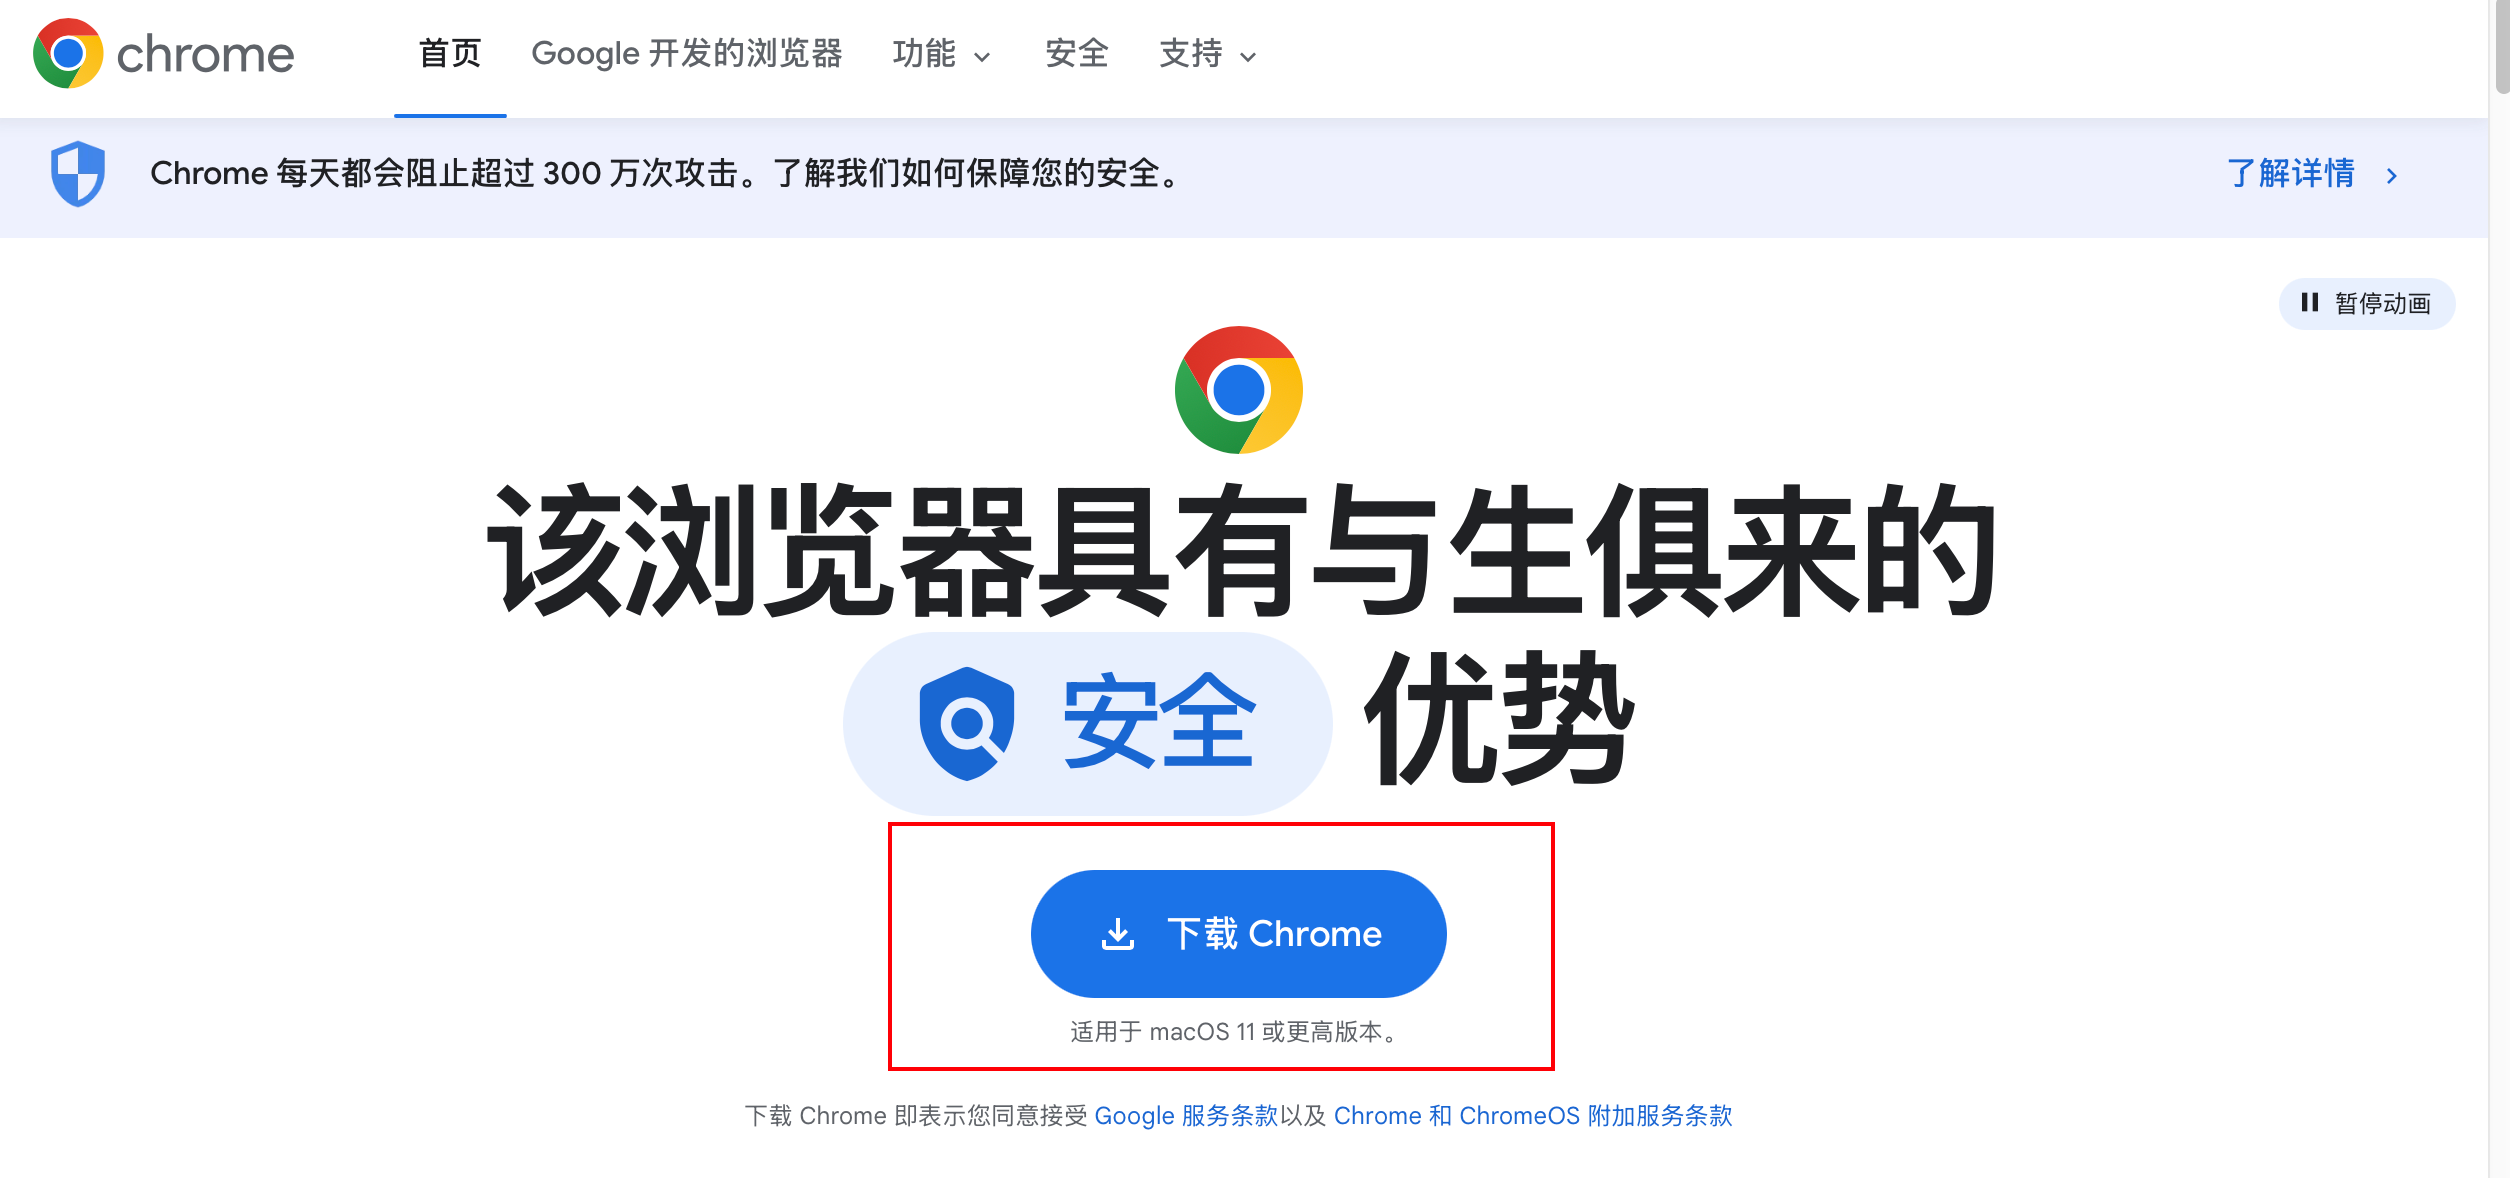 chrome
首页 Google 开发的浏览器 功能 安全 支持
Chrome 每天都会阻止超过 300 万次攻击。了解我们如何保障您的安全。 了解详情
暂停动画
该浏览器具有与生俱来的
安全 优势
下载 Chrome
适用于 macOS 11 或更高版本。
下载 Chrome 即表示您同意接受 Google 服务条款以及 Chrome 和 ChromeOS 附加服务条款